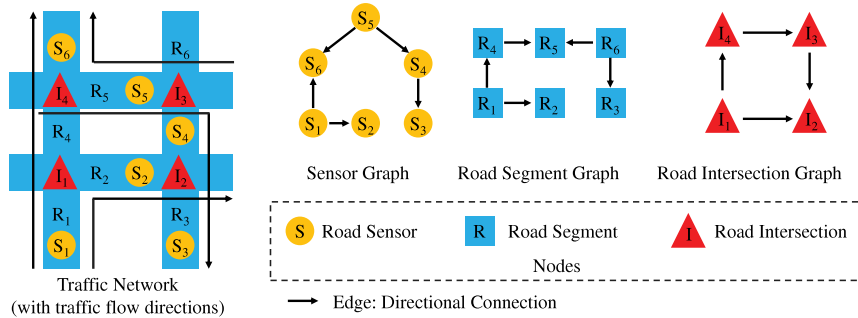 S6
R6
I4
R5
S5
I3
R4
S4
I1
R2
S2
I2
R1
R3
S1
S3
Traffic Network
(with traffic flow directions)
S5
S6
S4
S1
S2
S3
Sensor Graph
R4
R5
R6
R1
R2
R3
Road Segment Graph
I4
I3
I1
I2
Road Intersection Graph
S Road Sensor
R Road Segment
I Road Intersection
Nodes
Edge: Directional Connection